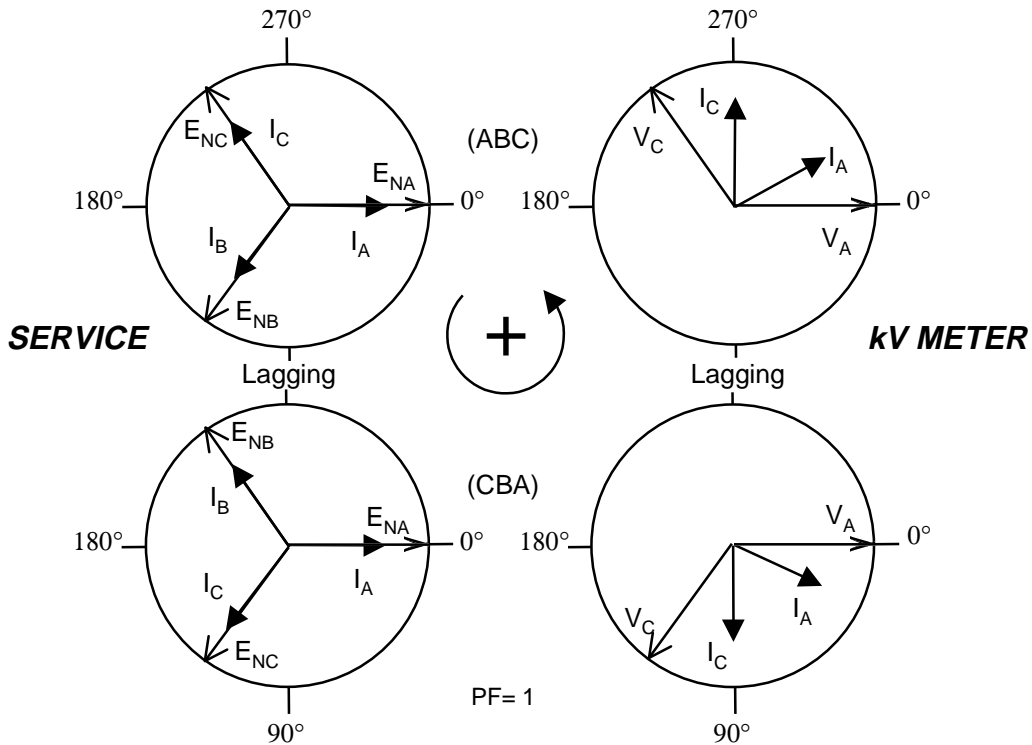 270°
270°
E_NC
I_C
I_C
V_C
(ABC)
I_A
E_NA
180°
0°
180°
0°
I_B
I_A
V_A
E_NB
+
SERVICE
kV METER
Lagging
Lagging
E_NB
(CBA)
I_B
E_NA
V_A
180°
0°
180°
0°
I_C
I_A
V_C
I_A
E_NC
I_C
PF= 1
90°
90°